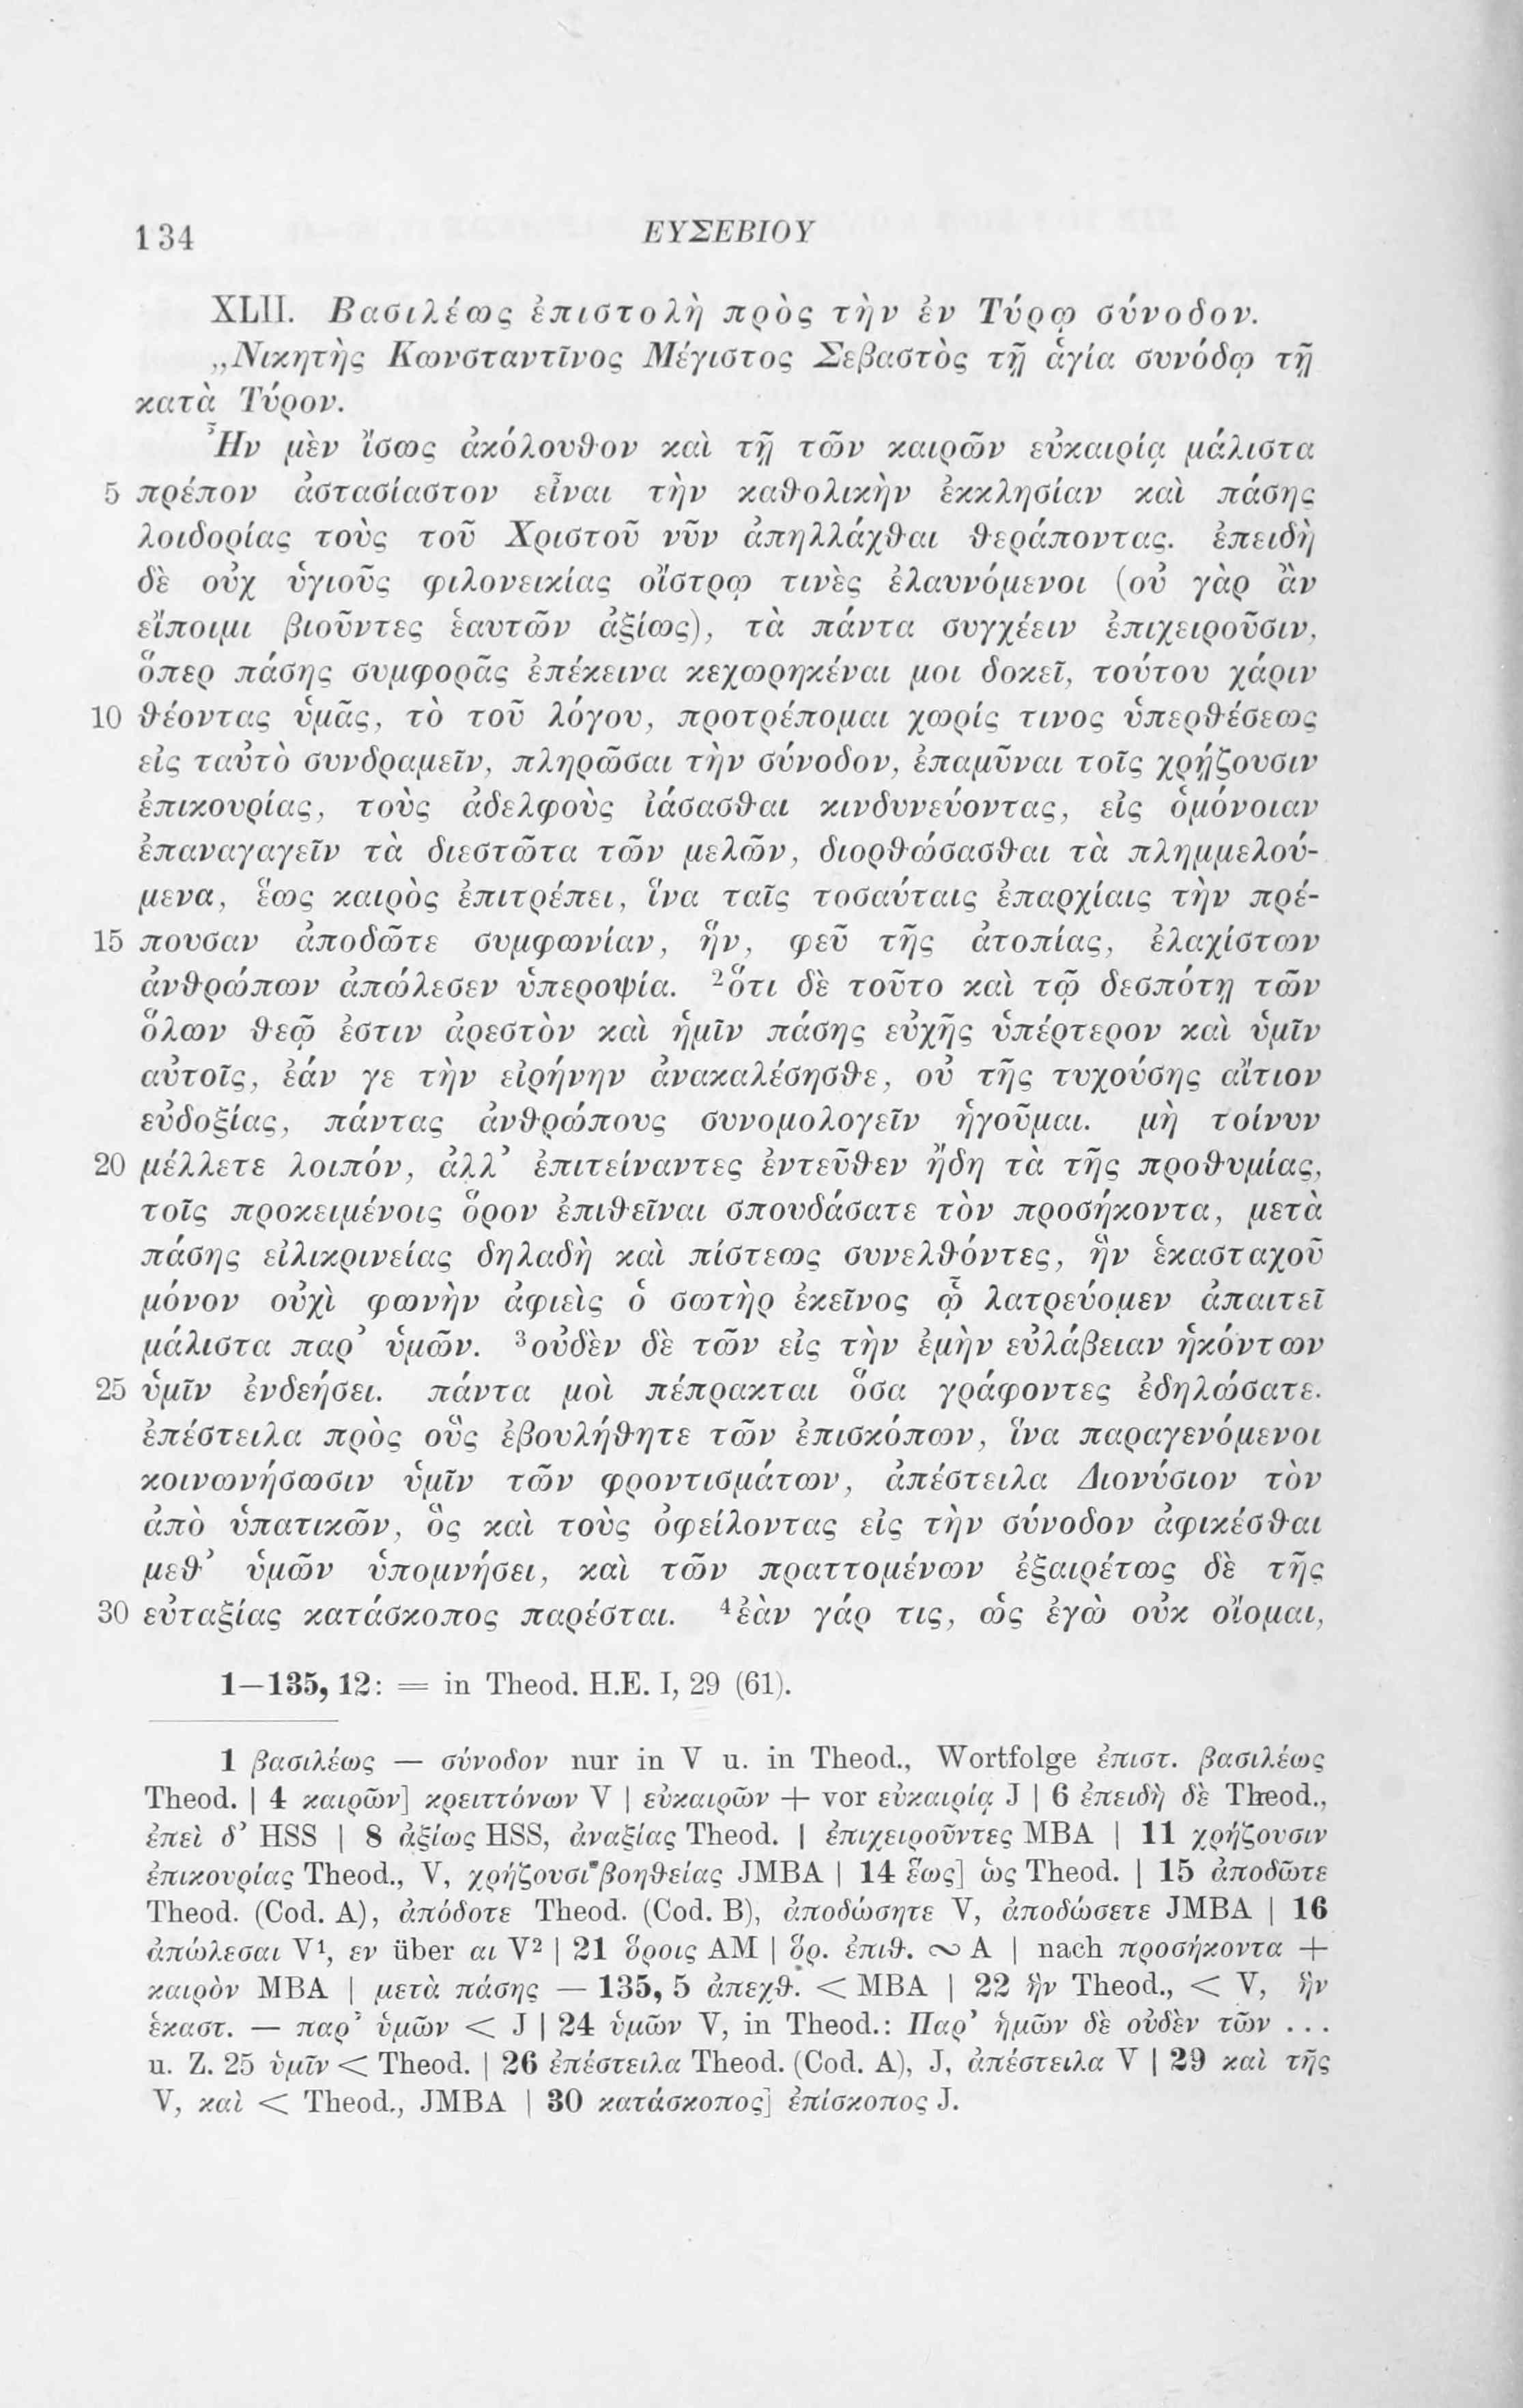 134
ΕΥΣΕΒΙΟΥ
XLII. Βασιλέως ἐπιστολὴ πρὸς τὴν ἐν Τύρῳ σύνοδον.
„Νικητὴς Κωνσταντῖνος Μέγιστος Σεβαστὸς τῇ ἁγία συνόδῳ τῇ
κατὰ Τύρον.
Ἦν μὲν ἴσως ἀκόλουθον καὶ τῇ τῶν καιρῶν εὐκαιρίᾳ μάλιστα
5 πρέπον ἀστασίαστον εἶναι τὴν καθολικὴν ἐκκλησίαν καὶ πάσης
λοιδορίας τοὺς τοῦ Χριστοῦ νῦν ἀπηλλάχθαι θεράποντας. ἐπειδὴ
δὲ οὐχ ὑγιοῦς φιλονεικίας οἴστρῳ τινὲς ἐλαυνόμενοι (οὐ γὰρ ἂν
εἴποιμι βιοῦντες ἑαυτῶν ἀξίως), τὰ πάντα συγχέειν ἐπιχειροῦσιν,
ὅπερ πάσης συμφορᾶς ἐπέκεινα κεχωρηκέναι μοι δοκεῖ, τούτου χάριν
10 θέοντας ὑμᾶς, τὸ τοῦ λόγου, προτρέπομαι χωρίς τινος ὑπερθέσεως
εἰς ταὐτὸ συνδραμεῖν, πληρῶσαι τὴν σύνοδον, ἐπαμῦναι τοῖς χρῄζουσιν
ἐπικουρίας, τοὺς ἀδελφοὺς ἰάσασθαι κινδυνεύοντας, εἰς ὁμόνοιαν
ἐπαναγαγεῖν τὰ διεστῶτα τῶν μελῶν, διορθώσασθαι τὰ πλημμελού-
μενα, ἕως καιρὸς ἐπιτρέπει, ἵνα ταῖς τοσαύταις ἐπαρχίαις τὴν πρέ-
15 πουσαν ἀποδῶτε συμφωνίαν, ἥν, φεῦ τῆς ἀτοπίας, ἐλαχίστων
ἀνθρώπων ἀπώλεσεν ὑπεροψία. ²ὅτι δὲ τοῦτο καὶ τῷ δεσπότῃ τῶν
ὅλων θεῷ ἐστιν ἀρεστὸν καὶ ἡμῖν πάσης εὐχῆς ὑπέρτερον καὶ ὑμῖν
αὐτοῖς, ἐάν γε τὴν εἰρήνην ἀνακαλέσησθε, οὐ τῆς τυχούσης αἴτιον
εὐδοξίας, πάντας ἀνθρώπους συνομολογεῖν ἡγοῦμαι. μὴ τοίνυν
20 μέλλετε λοιπόν, ἀλλ’ ἐπιτείναντες ἐντεῦθεν ἤδη τὰ τῆς προθυμίας,
τοῖς προκειμένοις ὅρον ἐπιθεῖναι σπουδάσατε τὸν προσήκοντα, μετὰ
πάσης εἰλικρινείας δηλαδὴ καὶ πίστεως συνελθόντες, ἣν ἑκασταχοῦ
μόνον οὐχὶ φωνὴν ἀφιεὶς ὁ σωτὴρ ἐκεῖνος ᾧ λατρεύομεν ἀπαιτεῖ
μάλιστα παρ’ ὑμῶν. ³οὐδὲν δὲ τῶν εἰς τὴν ἐμὴν εὐλάβειαν ἡκόντων
25 ὑμῖν ἐνδεήσει. πάντα μοὶ πέπρακται ὅσα γράφοντες ἐδηλώσατε.
ἐπέστειλα πρὸς οὓς ἐβουλήθητε τῶν ἐπισκόπων, ἵνα παραγενόμενοι
κοινωνήσωσιν ὑμῖν τῶν φροντισμάτων, ἀπέστειλα Διονύσιον τὸν
ἀπὸ ὑπατικῶν, ὃς καὶ τοὺς ὀφείλοντας εἰς τὴν σύνοδον ἀφικέσθαι
μεθ’ ὑμῶν ὑπομνήσει, καὶ τῶν πραττομένων ἐξαιρέτως δὲ τῆς
30 εὐταξίας κατάσκοπος παρέσται. ⁴ἐὰν γάρ τις, ὡς ἐγὼ οὐκ οἴομαι,
1—135, 12: = in Theod. H.E. I, 29 (61).
1 βασιλέως — σύνοδον nur in V u. in Theod., Wortfolge ἐπιστ. βασιλέως
Theod. | 4 καιρῶν] κρειττόνων V | εὐκαιρῶν + vor εὐκαιρίᾳ J | 6 ἐπειδὴ δὲ Theod.,
ἐπεὶ δ’ HSS | 8 ἀξίως HSS, ἀναξίας Theod. | ἐπιχειροῦντες MBA | 11 χρῄζουσιν
ἐπικουρίας Theod., V, χρῄζουσι βοηθείας JMBA | 14 ἕως] ὡς Theod. | 15 ἀποδῶτε
Theod. (Cod. A), ἀπόδοτε Theod. (Cod. B), ἀποδώσητε V, ἀποδώσετε JMBA | 16
ἀπώλεσαι V¹, εν über αι V² | 21 ὅροις AM | ὅρ. ἐπιθ. ∾ A | nach προσήκοντα +
καιρὸν MBA | μετὰ πάσης — 135, 5 ἀπεχθ. < MBA | 22 ἣν Theod., < V, ἣν
ἑκαστ. — παρ’ ὑμῶν < J | 24 ὑμῶν V, in Theod.: Παρ’ ἡμῶν δὲ οὐδὲν τῶν ...
u. Z. 25 ὑμῖν < Theod. | 26 ἐπέστειλα Theod. (Cod. A), J, ἀπέστειλα V | 29 καὶ τῆς
V, καὶ < Theod., JMBA | 30 κατάσκοπος] ἐπίσκοπος J.